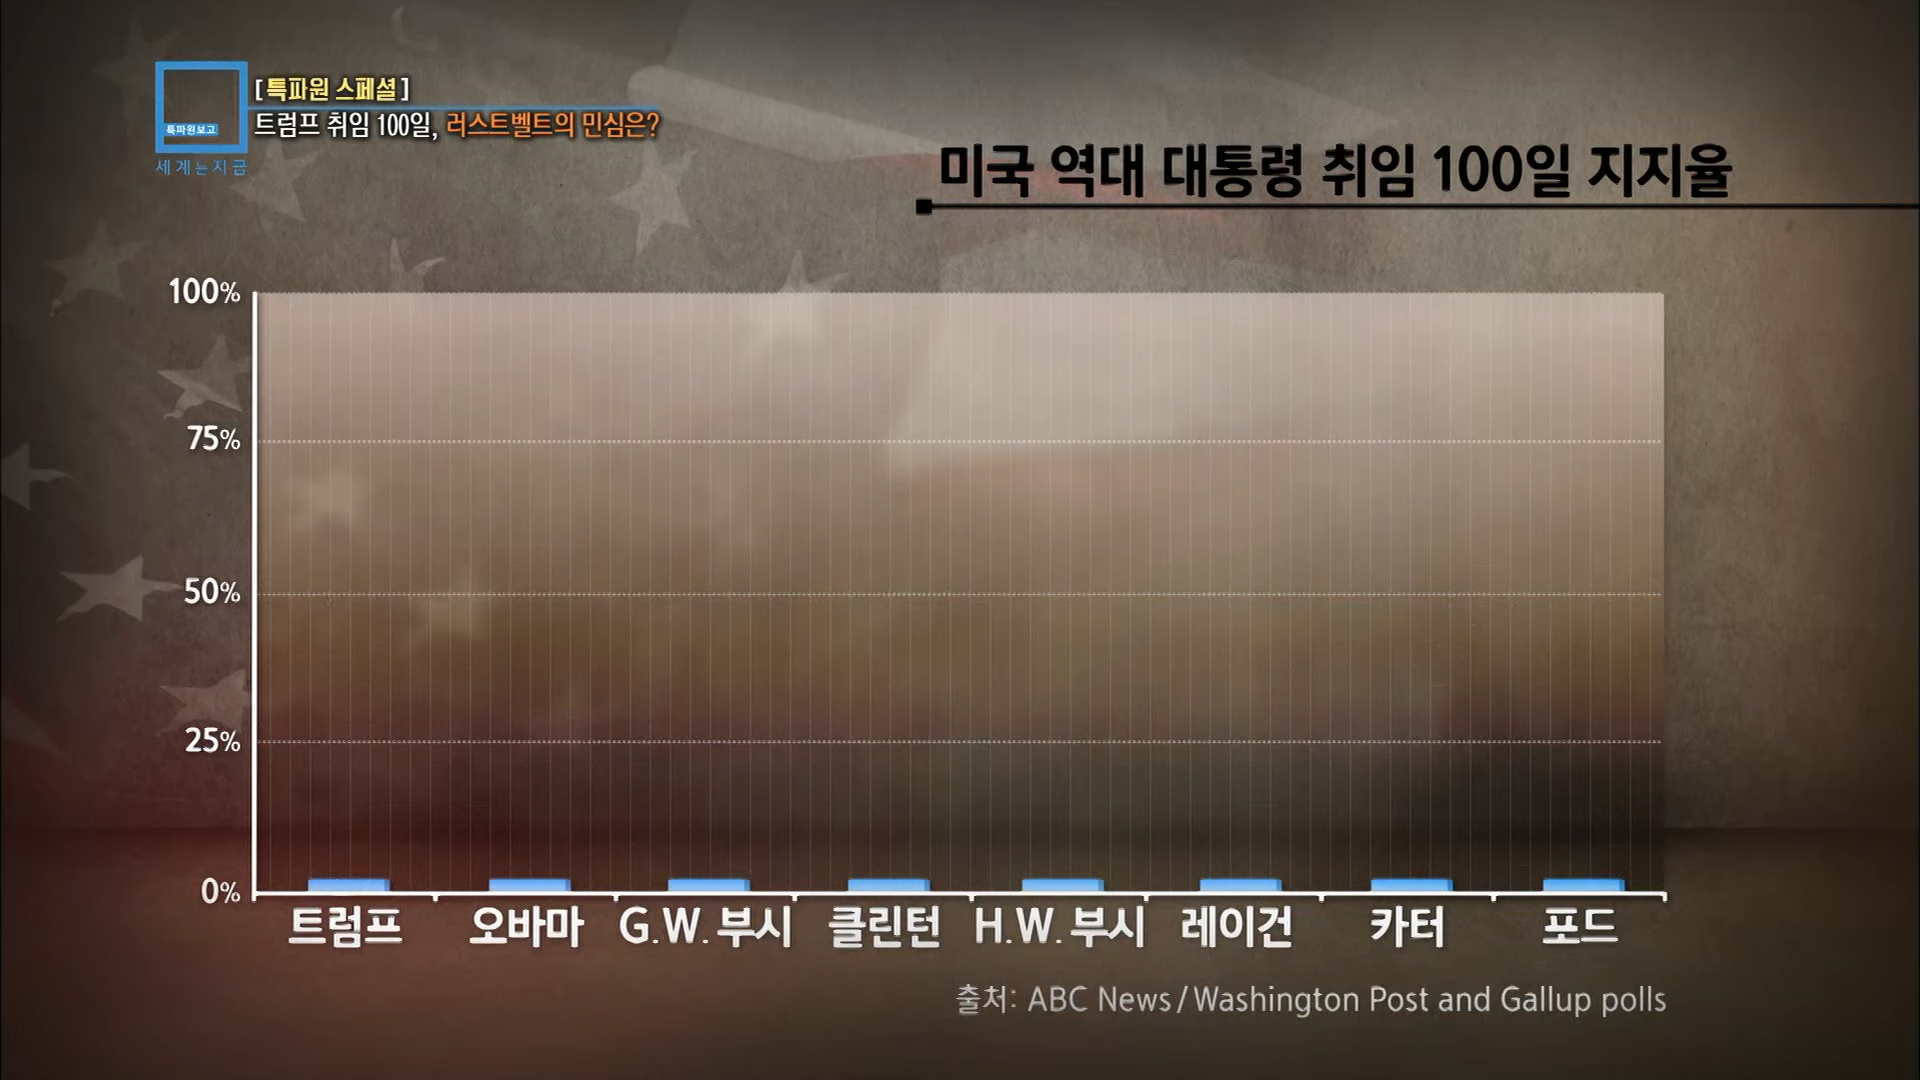 [특파원 스페셜]
트럼프 취임 100일, 러스트벨트의 민심은?
특파원보고
세계는지금
미국 역대 대통령 취임 100일 지지율
100%
75%
50%
25%
0%
트럼프 오바마 G.W. 부시 클린턴 H.W. 부시 레이건 카터 포드
출처: ABC News/Washington Post and Gallup polls